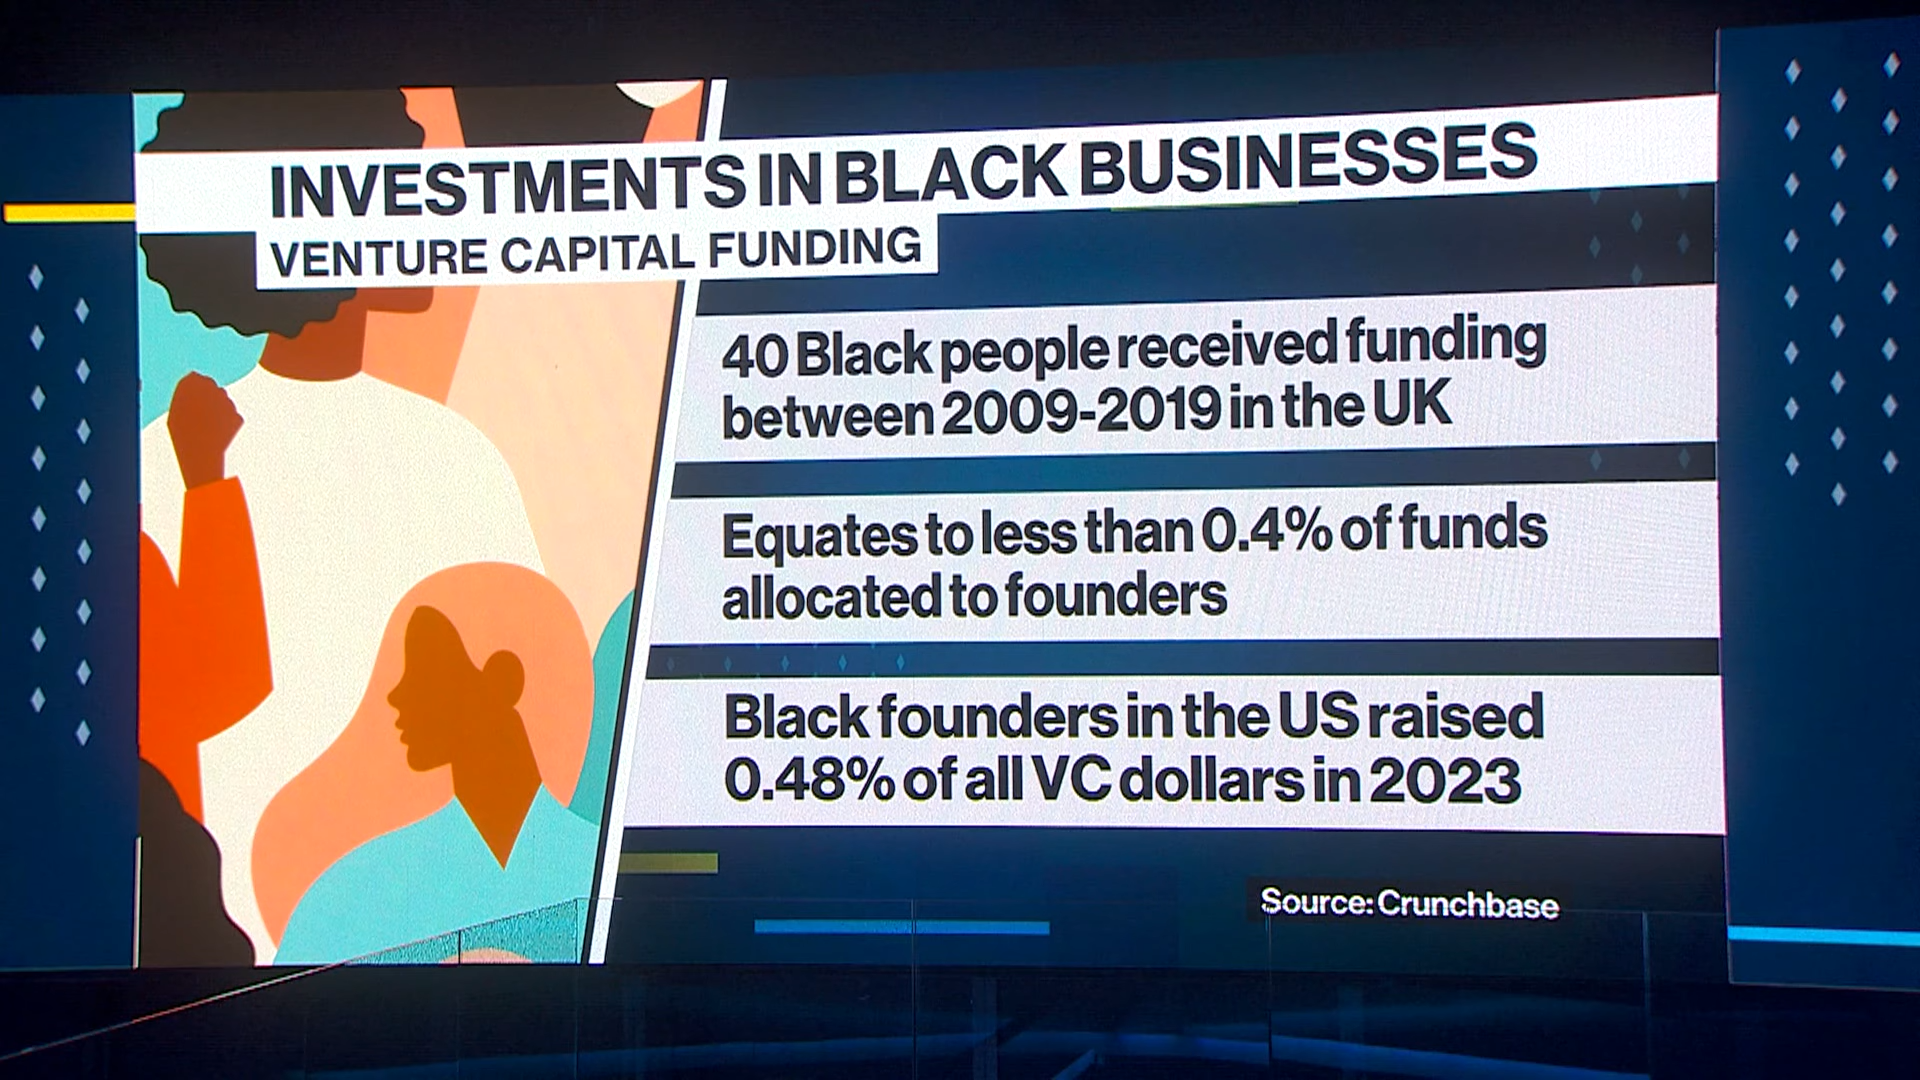 INVESTMENTS IN BLACK BUSINESSES
VENTURE CAPITAL FUNDING
40 Black people received funding
between 2009-2019 in the UK
Equates to less than 0.4% of funds
allocated to founders
Black founders in the US raised
0.48% of all VC dollars in 2023
Source: Crunchbase